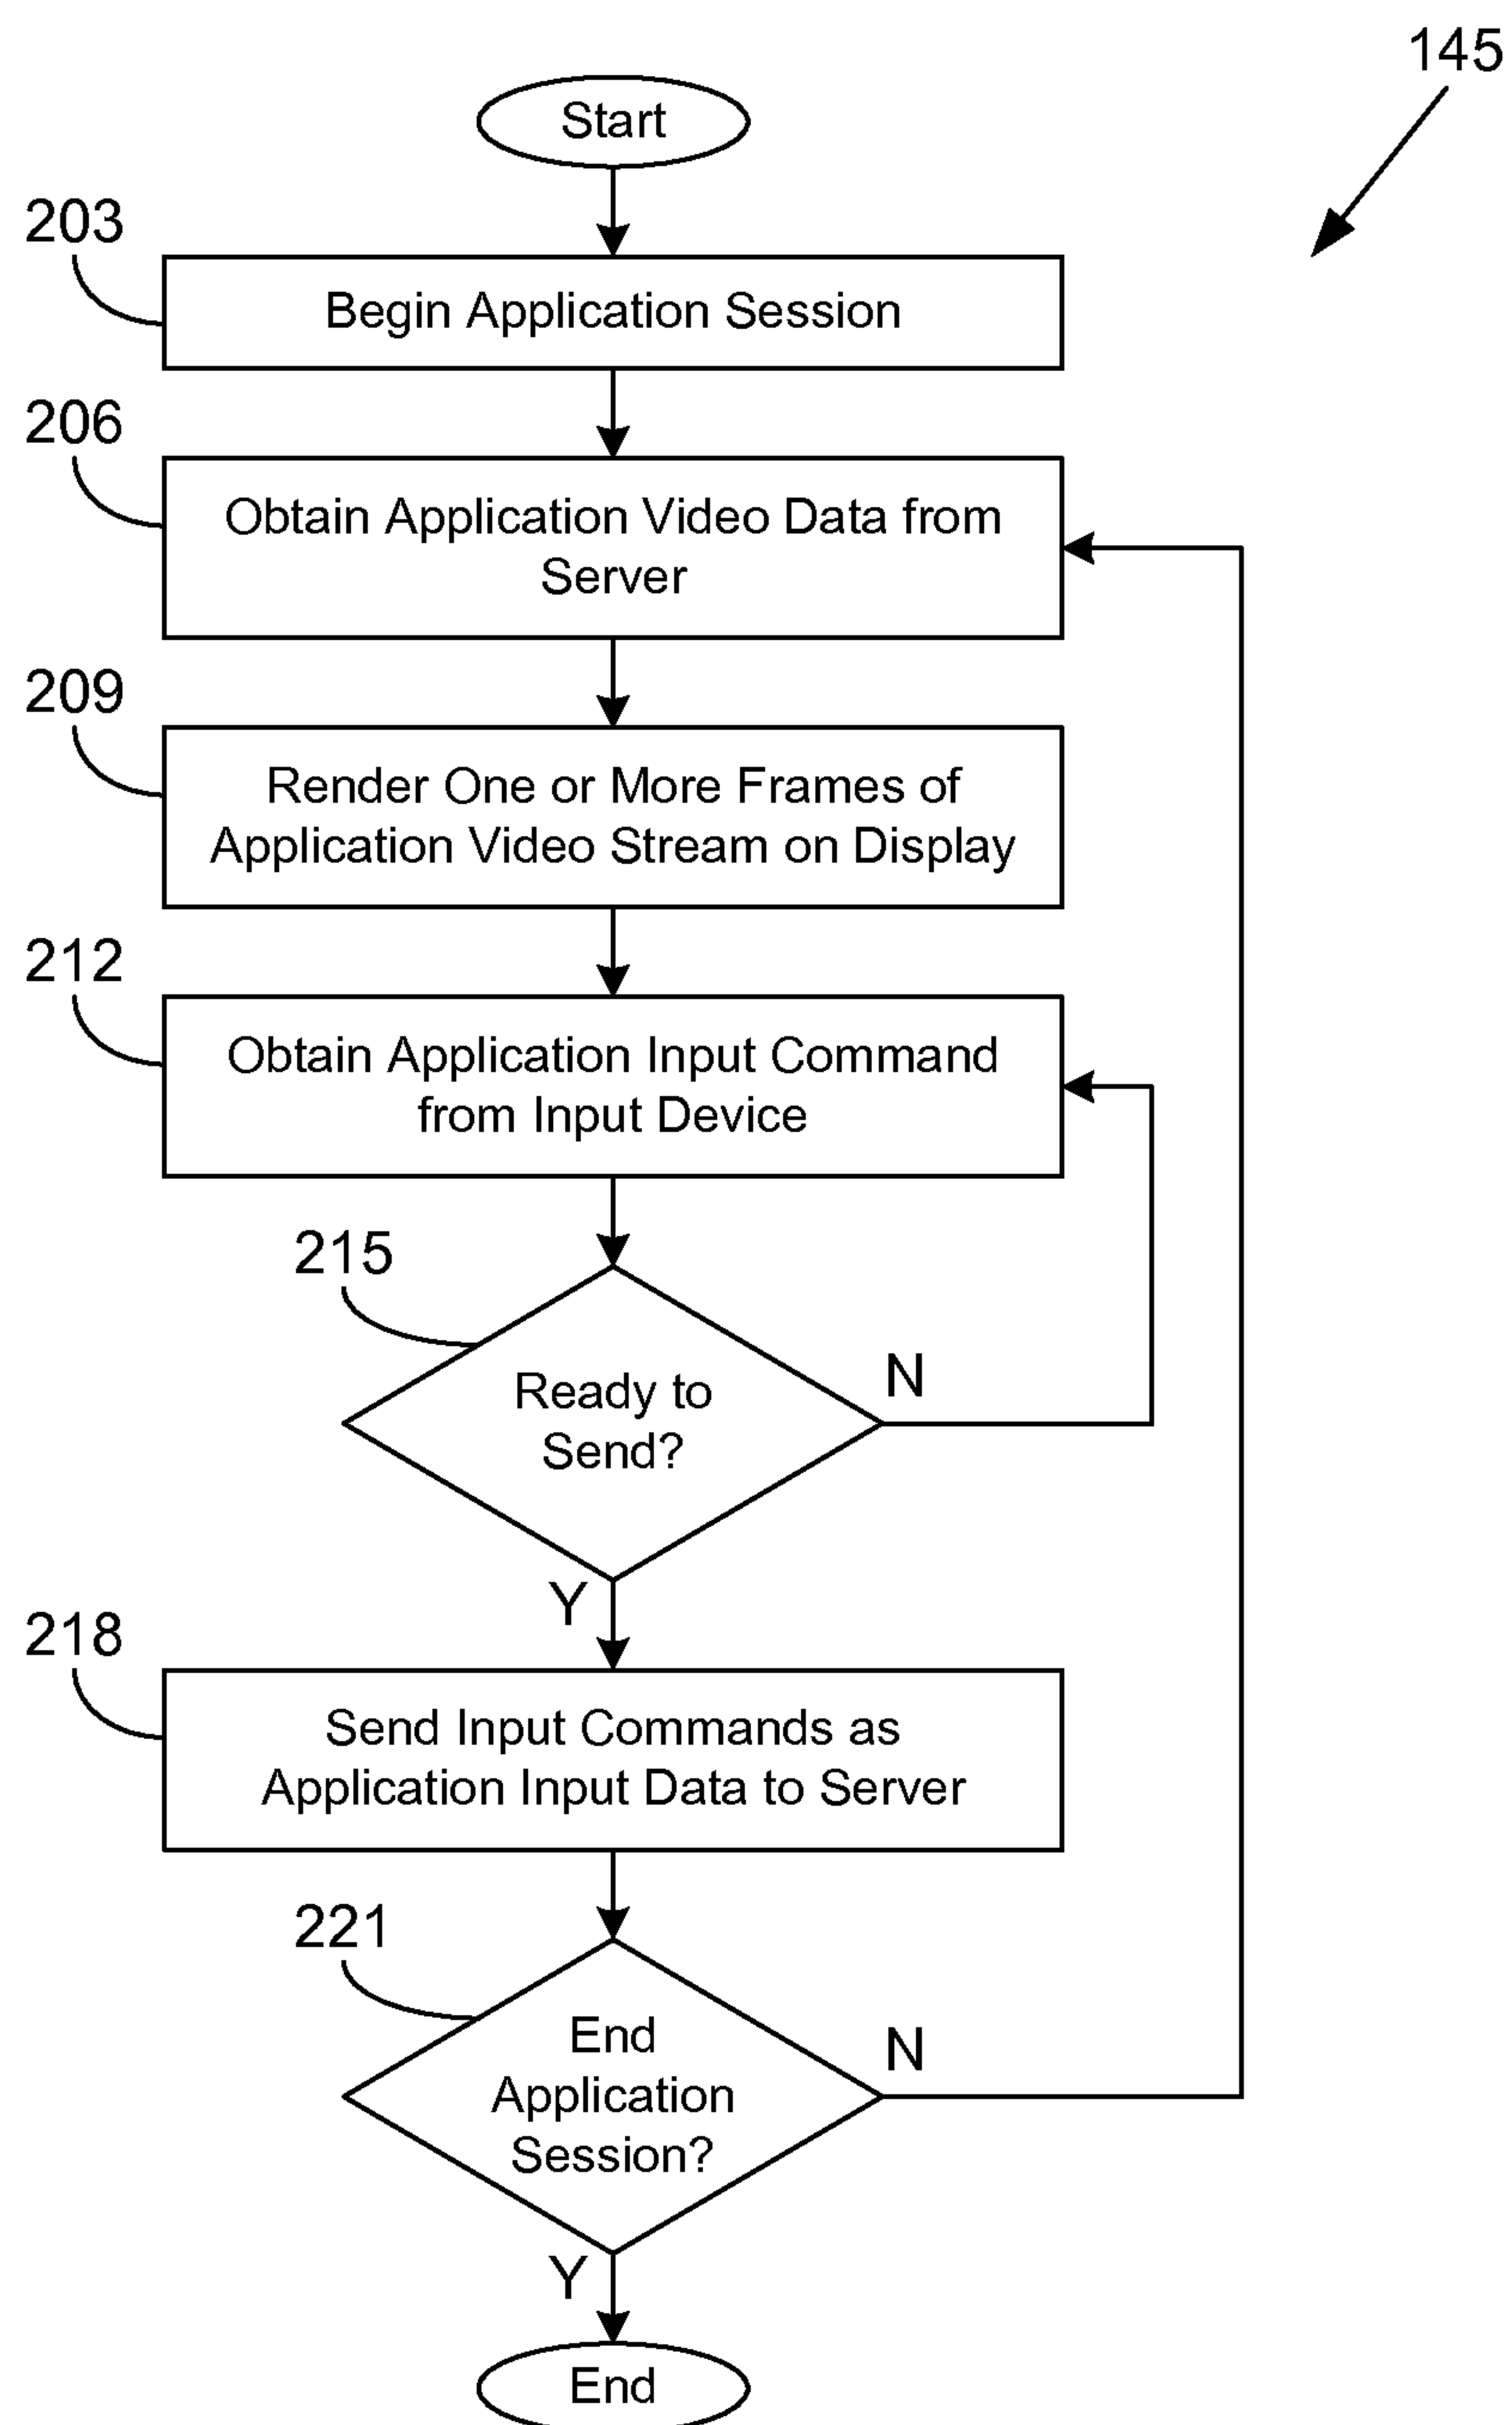 145
Start
203
Begin Application Session
206
Obtain Application Video Data from
Server
209
Render One or More Frames of
Application Video Stream on Display
212
Obtain Application Input Command
from Input Device
215
Ready to
Send?
N
Y
218
Send Input Commands as
Application Input Data to Server
221
End
Application
Session?
N
Y
End